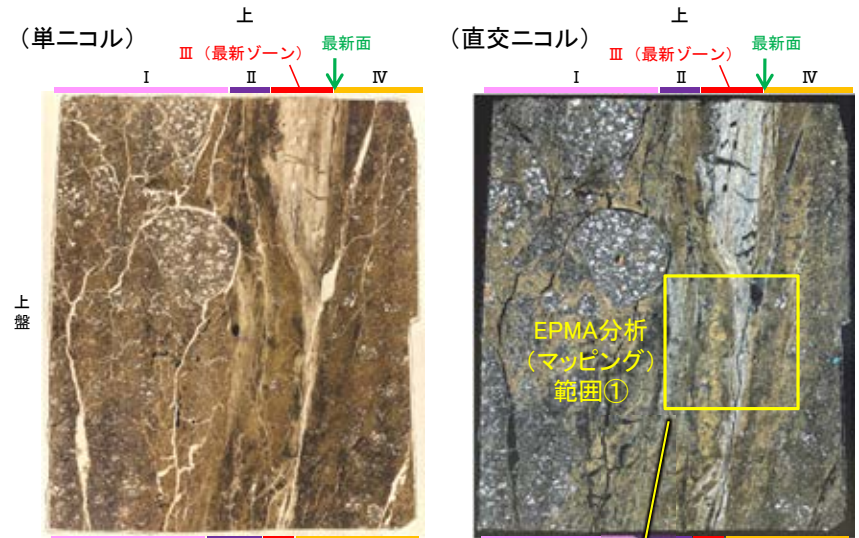 上
（単ニコル）
Ⅲ（最新ゾーン）
最新面
Ⅰ
Ⅱ
Ⅳ
上
盤
上
（直交ニコル）
Ⅲ（最新ゾーン）
最新面
Ⅰ
Ⅱ
Ⅳ
EPMA分析
（マッピング）
範囲①